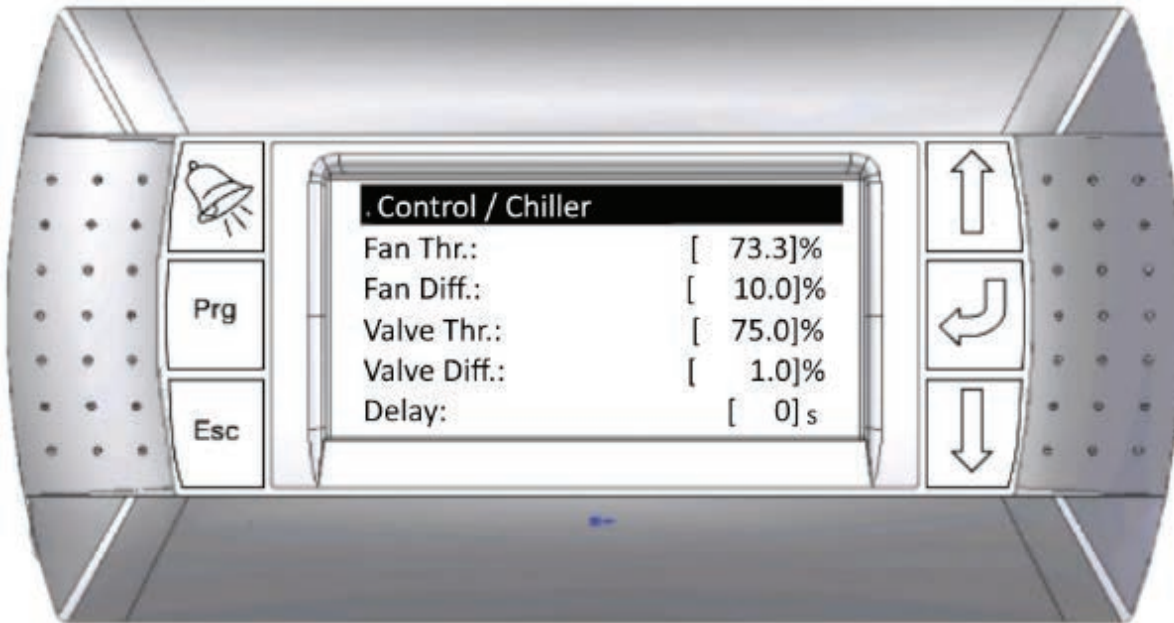 . Control / Chiller
Fan Thr.: [ 73.3]%
Fan Diff.: [ 10.0]%
Valve Thr.: [ 75.0]%
Valve Diff.: [ 1.0]%
Delay: [ 0] s
Prg
Esc